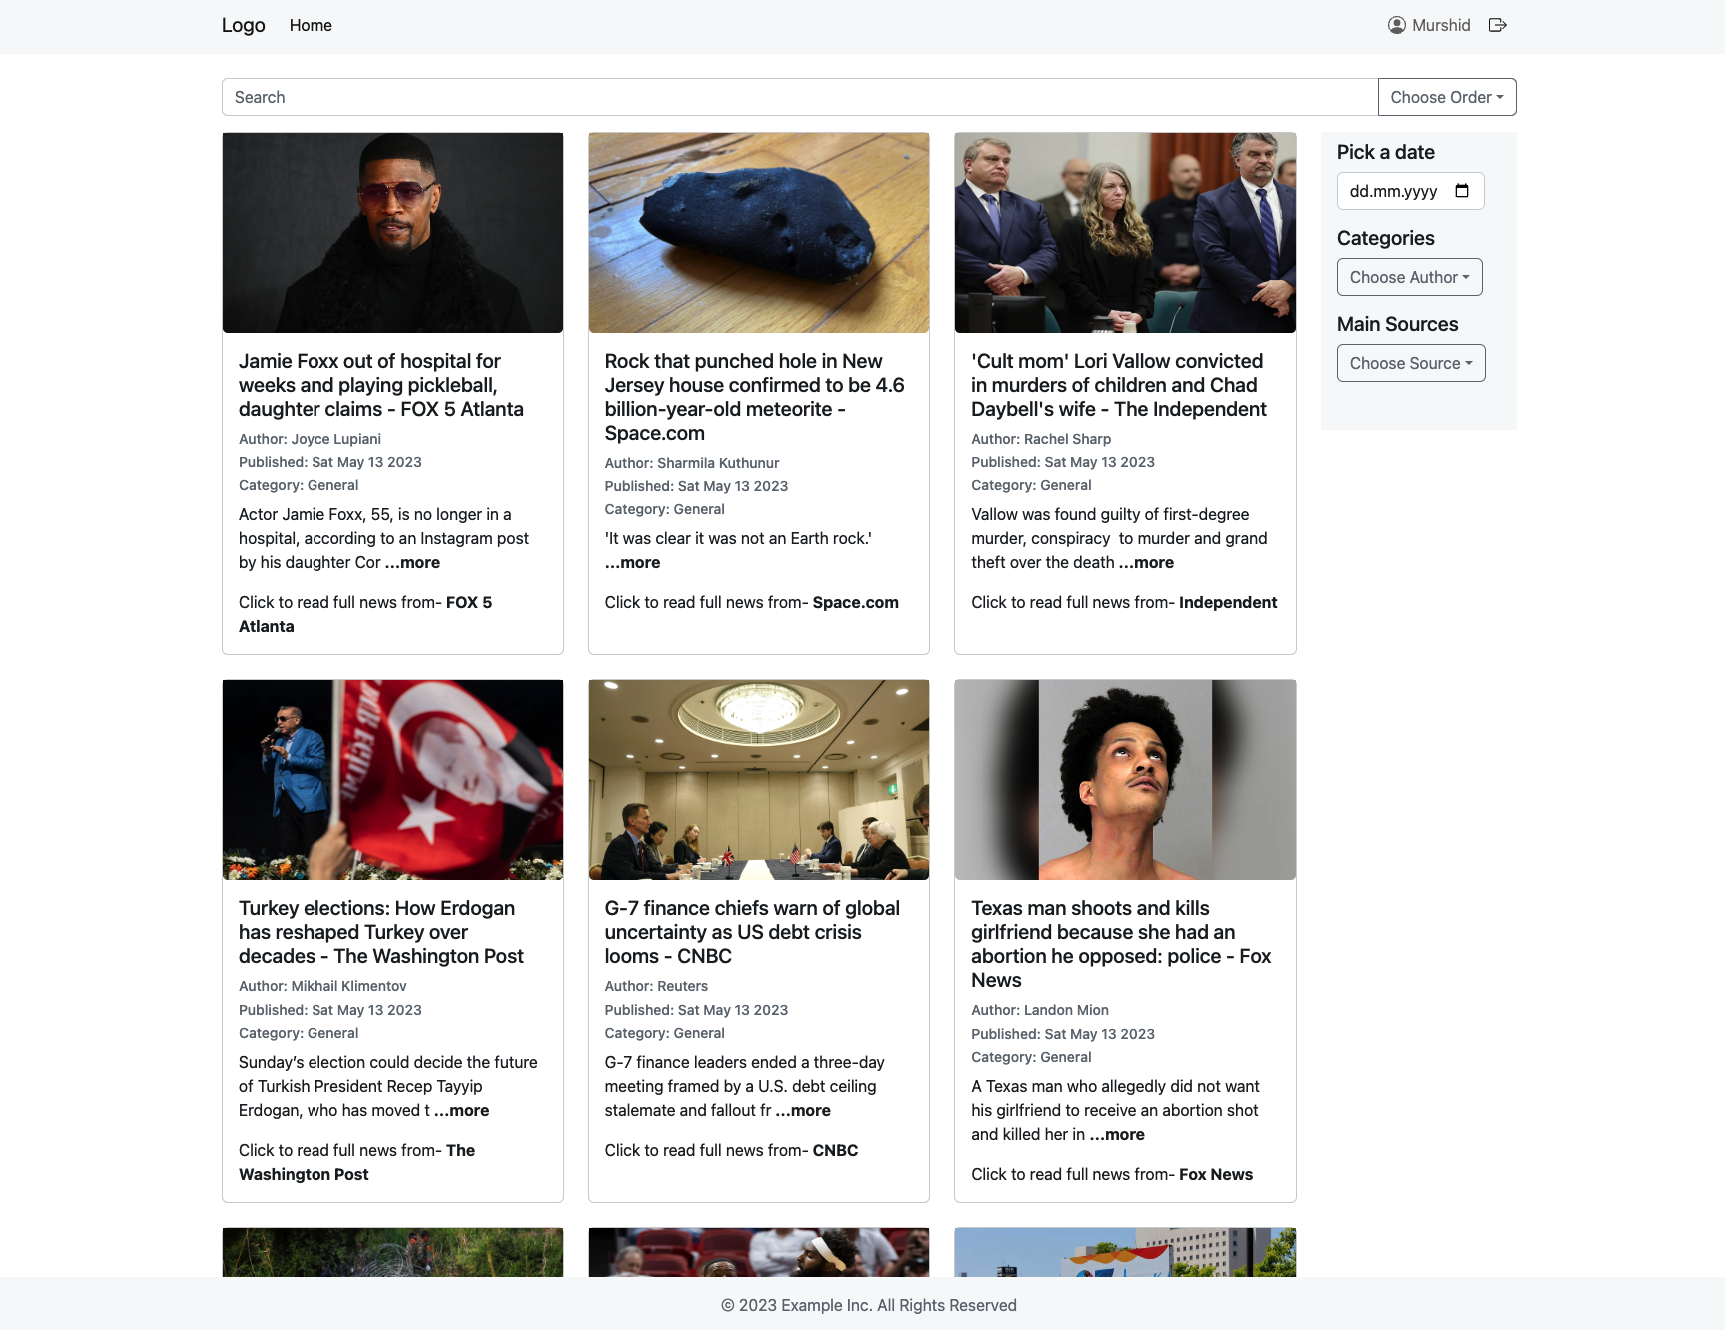 Logo Home Murshid
Search Choose Order
Pick a date
dd.mm.yyyy
Categories
Choose Author
Main Sources
Choose Source
Jamie Foxx out of hospital for
weeks and playing pickleball,
daughter claims - FOX 5 Atlanta
Author: Joyce Lupiani
Published: Sat May 13 2023
Category: General
Actor Jamie Foxx, 55, is no longer in a
hospital, according to an Instagram post
by his daughter Cor ...more
Click to read full news from- FOX 5
Atlanta
Rock that punched hole in New
Jersey house confirmed to be 4.6
billion-year-old meteorite -
Space.com
Author: Sharmila Kuthunur
Published: Sat May 13 2023
Category: General
'It was clear it was not an Earth rock.'
...more
Click to read full news from- Space.com
'Cult mom' Lori Vallow convicted
in murders of children and Chad
Daybell's wife - The Independent
Author: Rachel Sharp
Published: Sat May 13 2023
Category: General
Vallow was found guilty of first-degree
murder, conspiracy  to murder and grand
theft over the death ...more
Click to read full news from- Independent
Turkey elections: How Erdogan
has reshaped Turkey over
decades - The Washington Post
Author: Mikhail Klimentov
Published: Sat May 13 2023
Category: General
Sunday’s election could decide the future
of Turkish President Recep Tayyip
Erdogan, who has moved t ...more
Click to read full news from- The
Washington Post
G-7 finance chiefs warn of global
uncertainty as US debt crisis
looms - CNBC
Author: Reuters
Published: Sat May 13 2023
Category: General
G-7 finance leaders ended a three-day
meeting framed by a U.S. debt ceiling
stalemate and fallout fr ...more
Click to read full news from- CNBC
Texas man shoots and kills
girlfriend because she had an
abortion he opposed: police - Fox
News
Author: Landon Mion
Published: Sat May 13 2023
Category: General
A Texas man who allegedly did not want
his girlfriend to receive an abortion shot
and killed her in ...more
Click to read full news from- Fox News
© 2023 Example Inc. All Rights Reserved